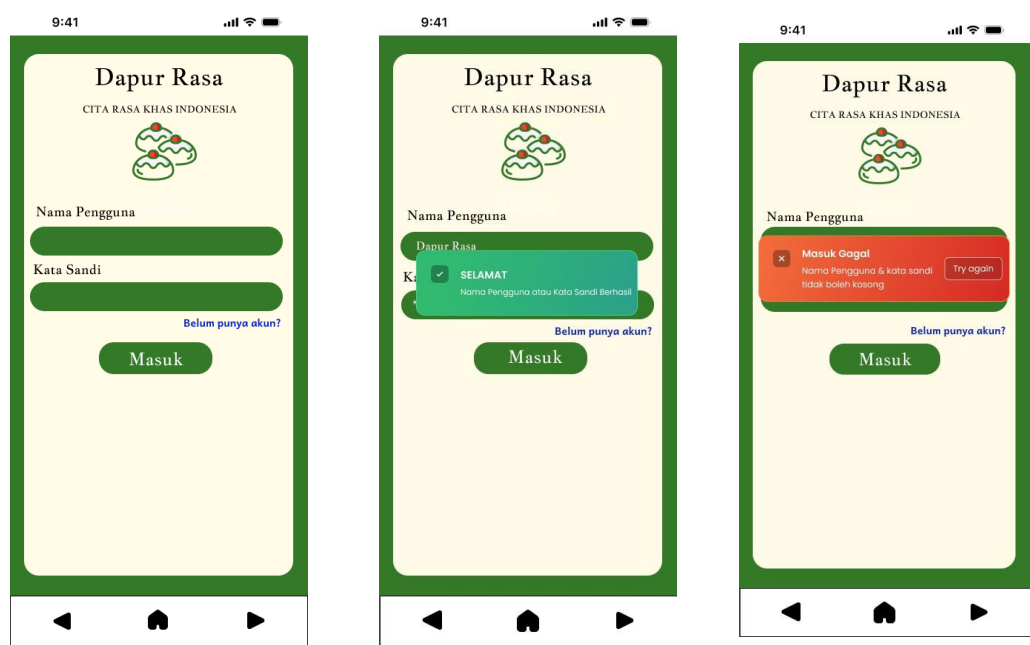 9:41
Dapur Rasa
CITA RASA KHAS INDONESIA
Nama Pengguna
Kata Sandi
Belum punya akun?
Masuk
9:41
Dapur Rasa
CITA RASA KHAS INDONESIA
Nama Pengguna
Dapur Rasa
SELAMAT
Nama Pengguna atau Kata Sandi Berhasil
Belum punya akun?
Masuk
9:41
Dapur Rasa
CITA RASA KHAS INDONESIA
Nama Pengguna
Masuk Gagal
Nama Pengguna & kata sandi
tidak boleh kosong
Try again
Belum punya akun?
Masuk